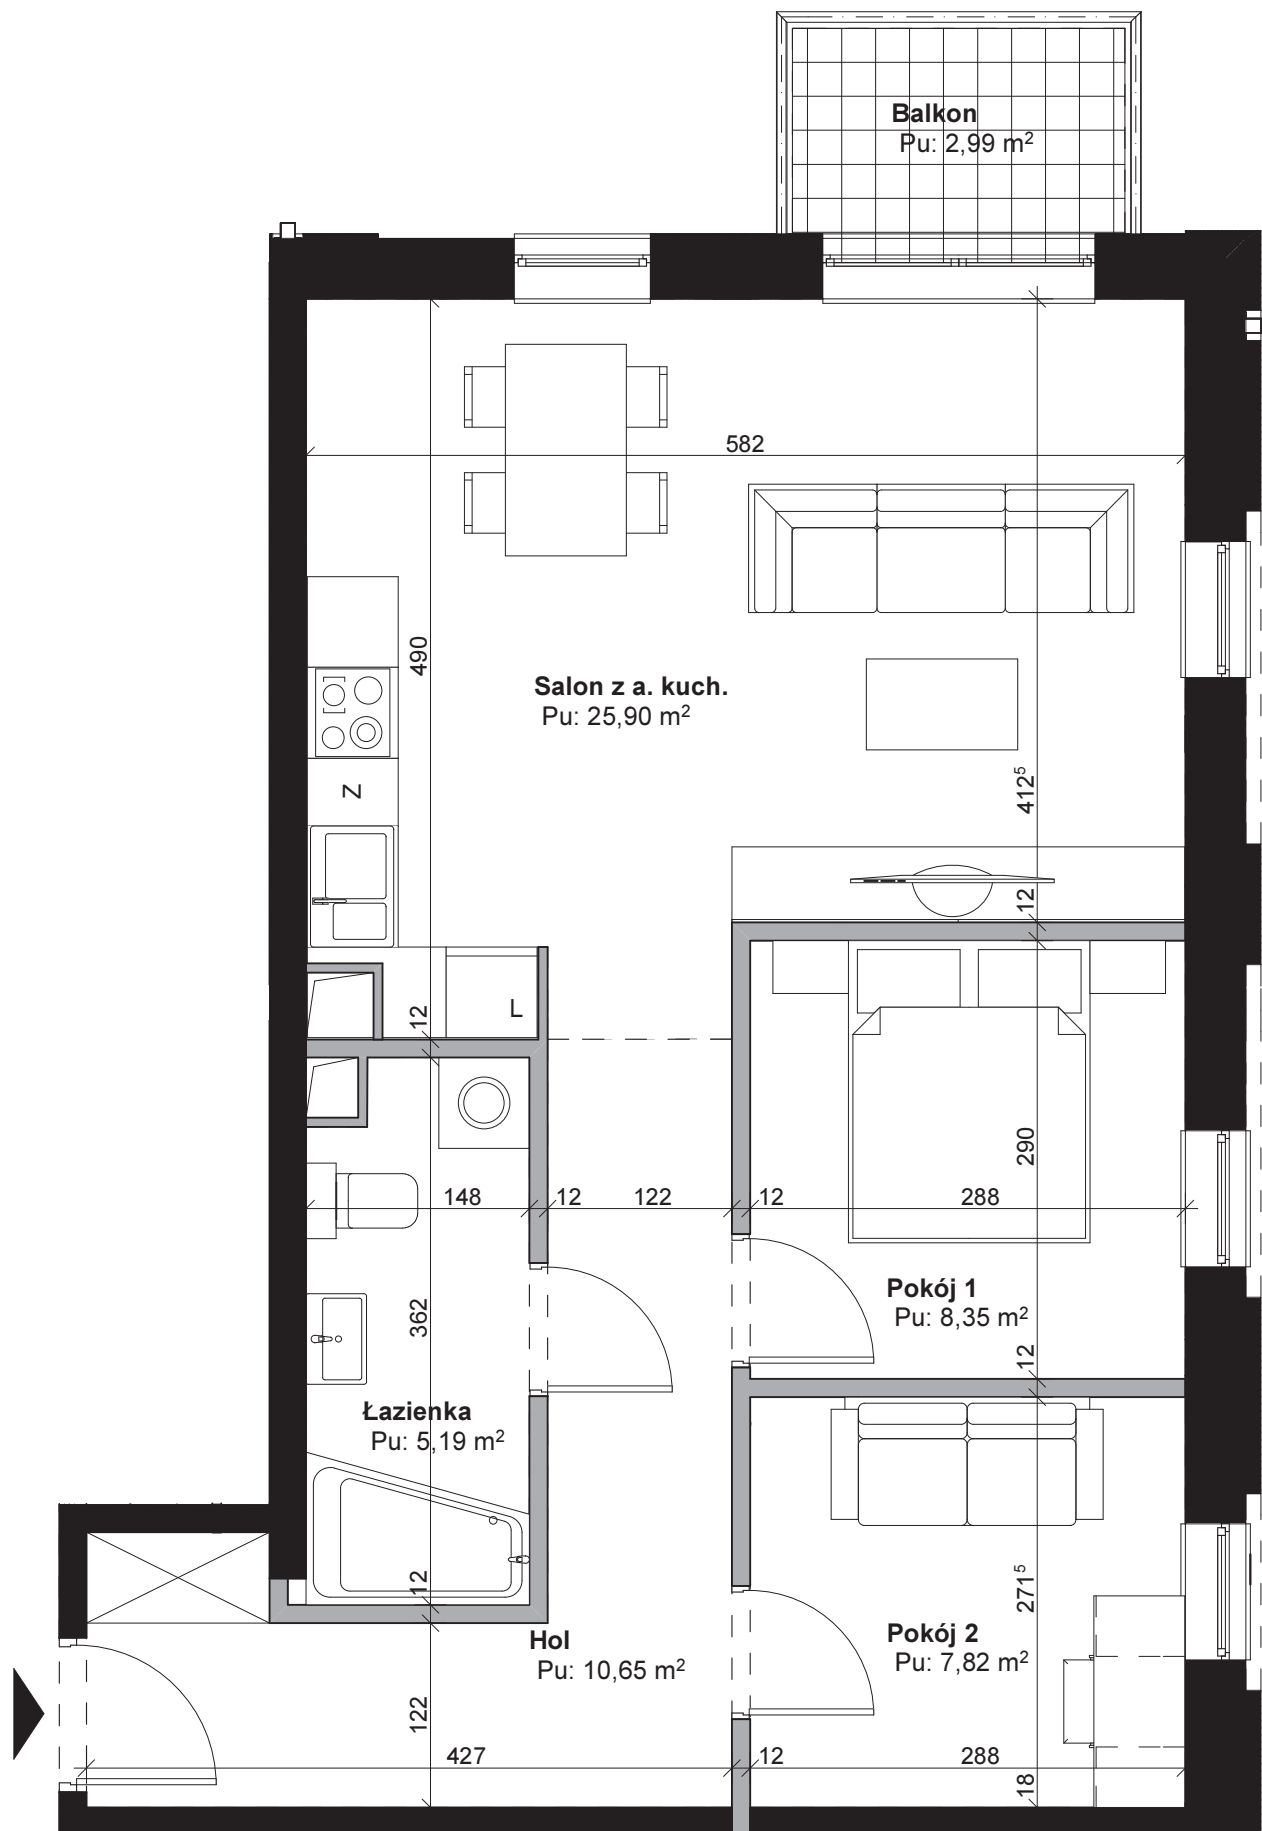 Balkon
Pu: 2,99 m²
582
490
Salon z a. kuch.
Pu: 25,90 m²
412⁵
Z
12
L
12
290
148
12
122
12
288
Pokój 1
Pu: 8,35 m²
362
12
Łazienka
Pu: 5,19 m²
12
271⁵
Hol
Pu: 10,65 m²
Pokój 2
Pu: 7,82 m²
122
427
12
288
18